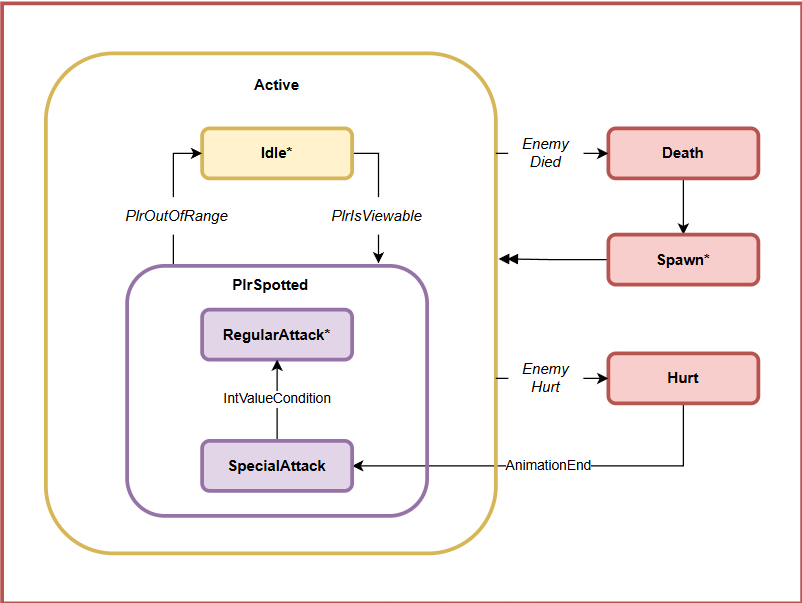 Active
Idle*
Enemy
Died
Death
PlrOutOfRange
PlrIsViewable
Spawn*
PlrSpotted
RegularAttack*
Enemy
Hurt
Hurt
IntValueCondition
SpecialAttack
AnimationEnd